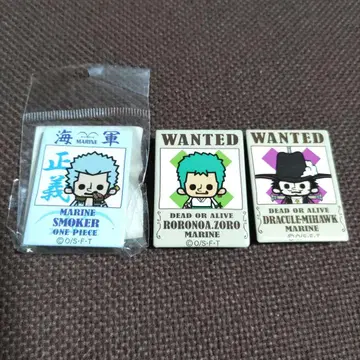 海 MARINE 軍
正義
MARINE
SMOKER
ONE PIECE
©O/S・F・T
WANTED
DEAD OR ALIVE
RORONOA.ZORO
MARINE
©O/S・F・T
WANTED
DEAD OR ALIVE
DRACULE・MIHAWK
MARINE